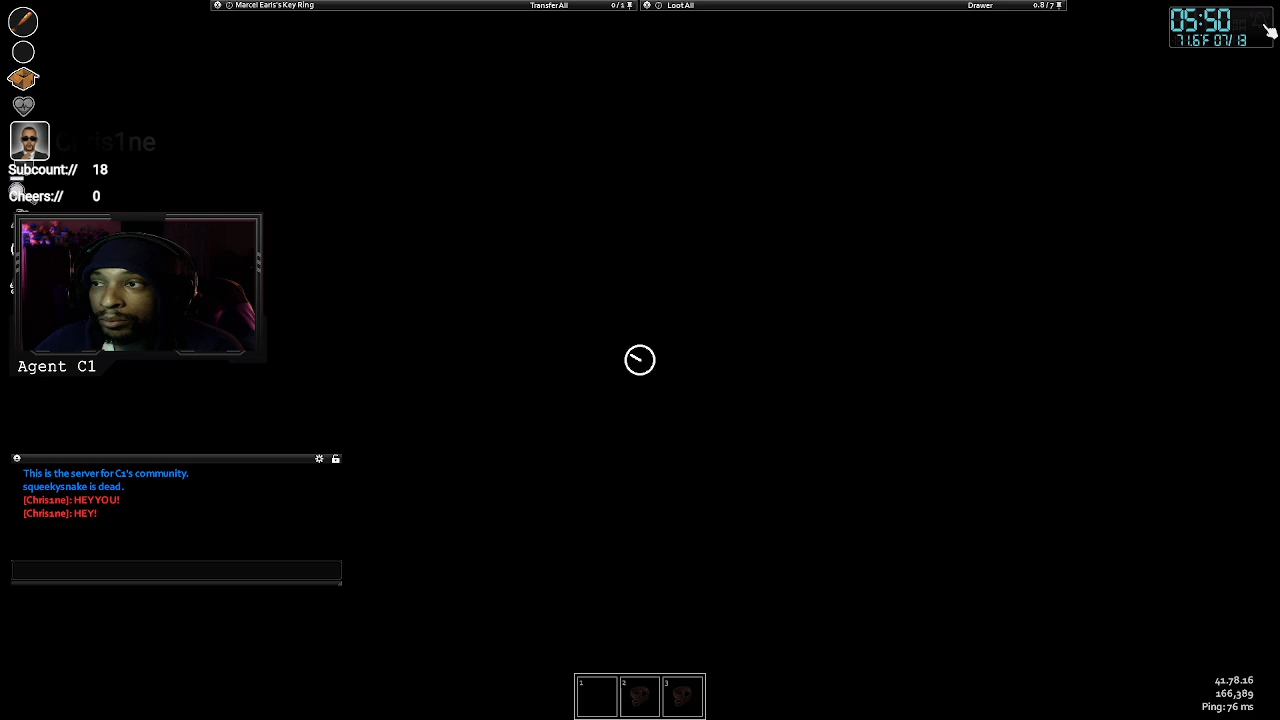 Marcel Earls's Key Ring
Transfer All
0 / 1
Loot All
Drawer
0.8 / 7
05:50
71.6°F 07/13
Chris1ne
Subcount:// 18
Cheers:// 0
Agent C1
This is the server for C1's community.
squeekysnake is dead.
[Chris1ne]: HEY YOU!
[Chris1ne]: HEY!
1
2
3
41.78.16
166,389
Ping: 76 ms